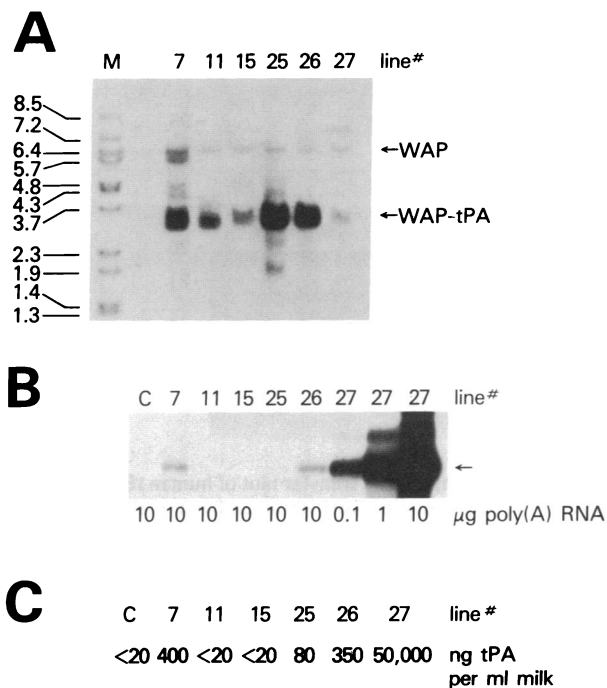 A
M 7 11 15 25 26 27 line#
8.5
7.2
6.4
5.7
4.8
4.3
3.7
2.3
1.9
1.4
1.3
←WAP
←WAP-tPA
B
C 7 11 15 25 26 27 27 27 line#
←
10 10 10 10 10 10 0.1 1 10 µg poly(A) RNA
C
C 7 11 15 25 26 27 line#
<20 400 <20 <20 80 350 50,000 ng tPA
per ml milk